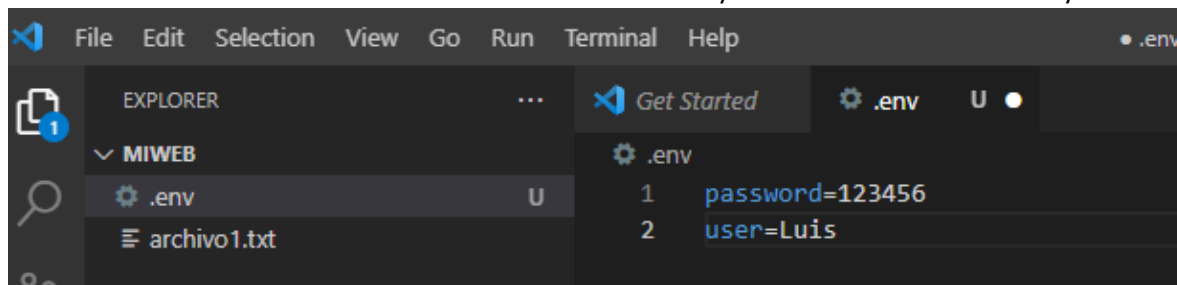 File Edit Selection View Go Run Terminal Help ● .env
EXPLORER ...
Get Started .env U ●
1
MIWEB
.env
.env U
1 password=123456
archivo1.txt
2 user=Luis